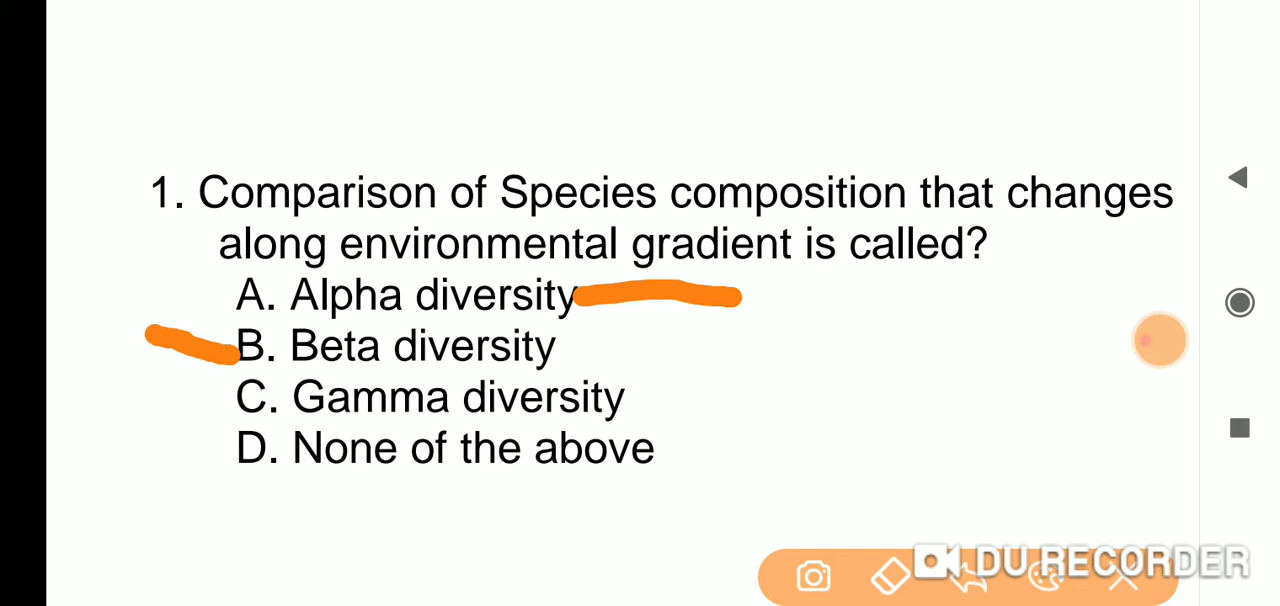 1. Comparison of Species composition that changes
along environmental gradient is called?
A. Alpha diversity
B. Beta diversity
C. Gamma diversity
D. None of the above
DU RECORDER